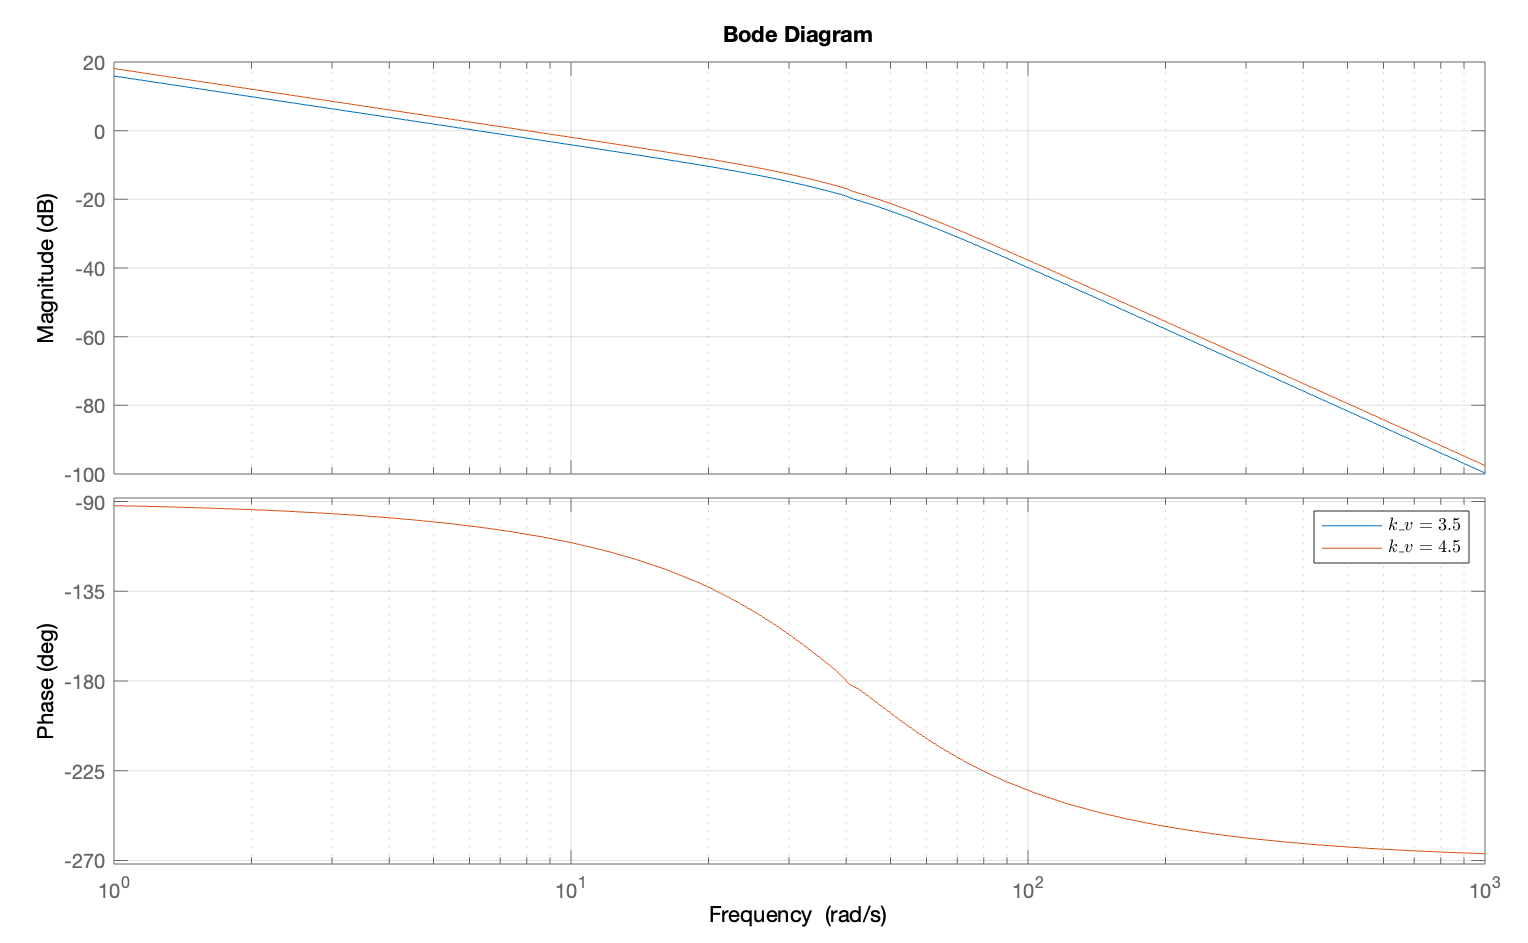 Bode Diagram
Magnitude (dB)
20
0
-20
-40
-60
-80
-100
Phase (deg)
-90
-135
-180
-225
-270
k_v = 3.5
k_v = 4.5
10^0
10^1
10^2
10^3
Frequency (rad/s)